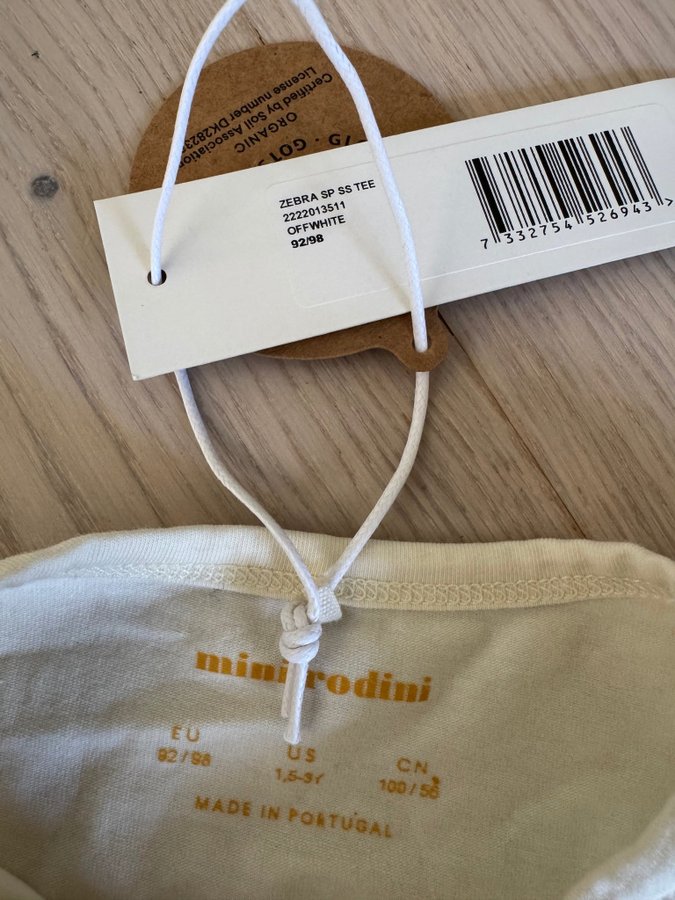 License number DK28223
Certified by Soil Association
ORGANIC
ZEBRA SP SS TEE
2222013511
OFFWHITE
92/98
7 332754 526943 >
mini rodini
EU
92/98
US
1,5-3Y
CN
100/56
MADE IN PORTUGAL